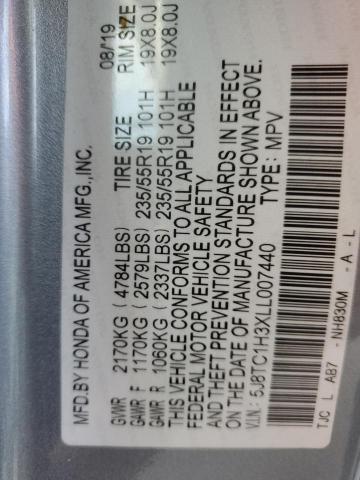 MFD.BY HONDA OF AMERICA MFG.,INC. 08/19
GVWR 2170KG ( 4784LBS) TIRE SIZE RIM SIZE
GAWR F 1170KG ( 2579LBS) 235/55R19 101H 19X8.0J
GAWR R 1060KG ( 2337LBS) 235/55R19 101H 19X8.0J
THIS VEHICLE CONFORMS TO ALL APPLICABLE
FEDERAL MOTOR VEHICLE SAFETY
AND THEFT PREVENTION STANDARDS IN EFFECT
ON THE DATE OF MANUFACTURE SHOWN ABOVE.
V.I.N.: 5J8TC1H3XLL007440 TYPE: MPV
TJC L AB7 - NH830M - A - L